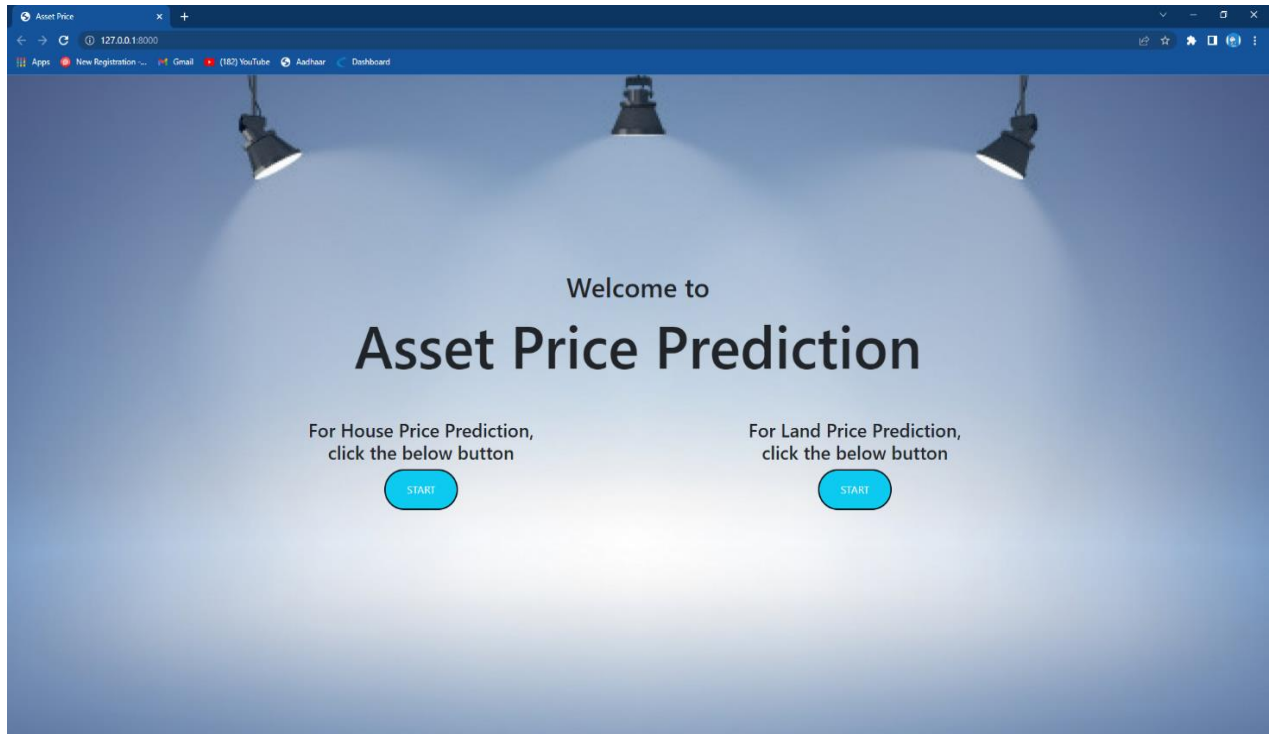 Asset Price
127.0.0.1:8000
Apps New Registration -... Gmail (182) YouTube Aadhaar Dashboard
Welcome to
Asset Price Prediction
For House Price Prediction,
click the below button
START
For Land Price Prediction,
click the below button
START